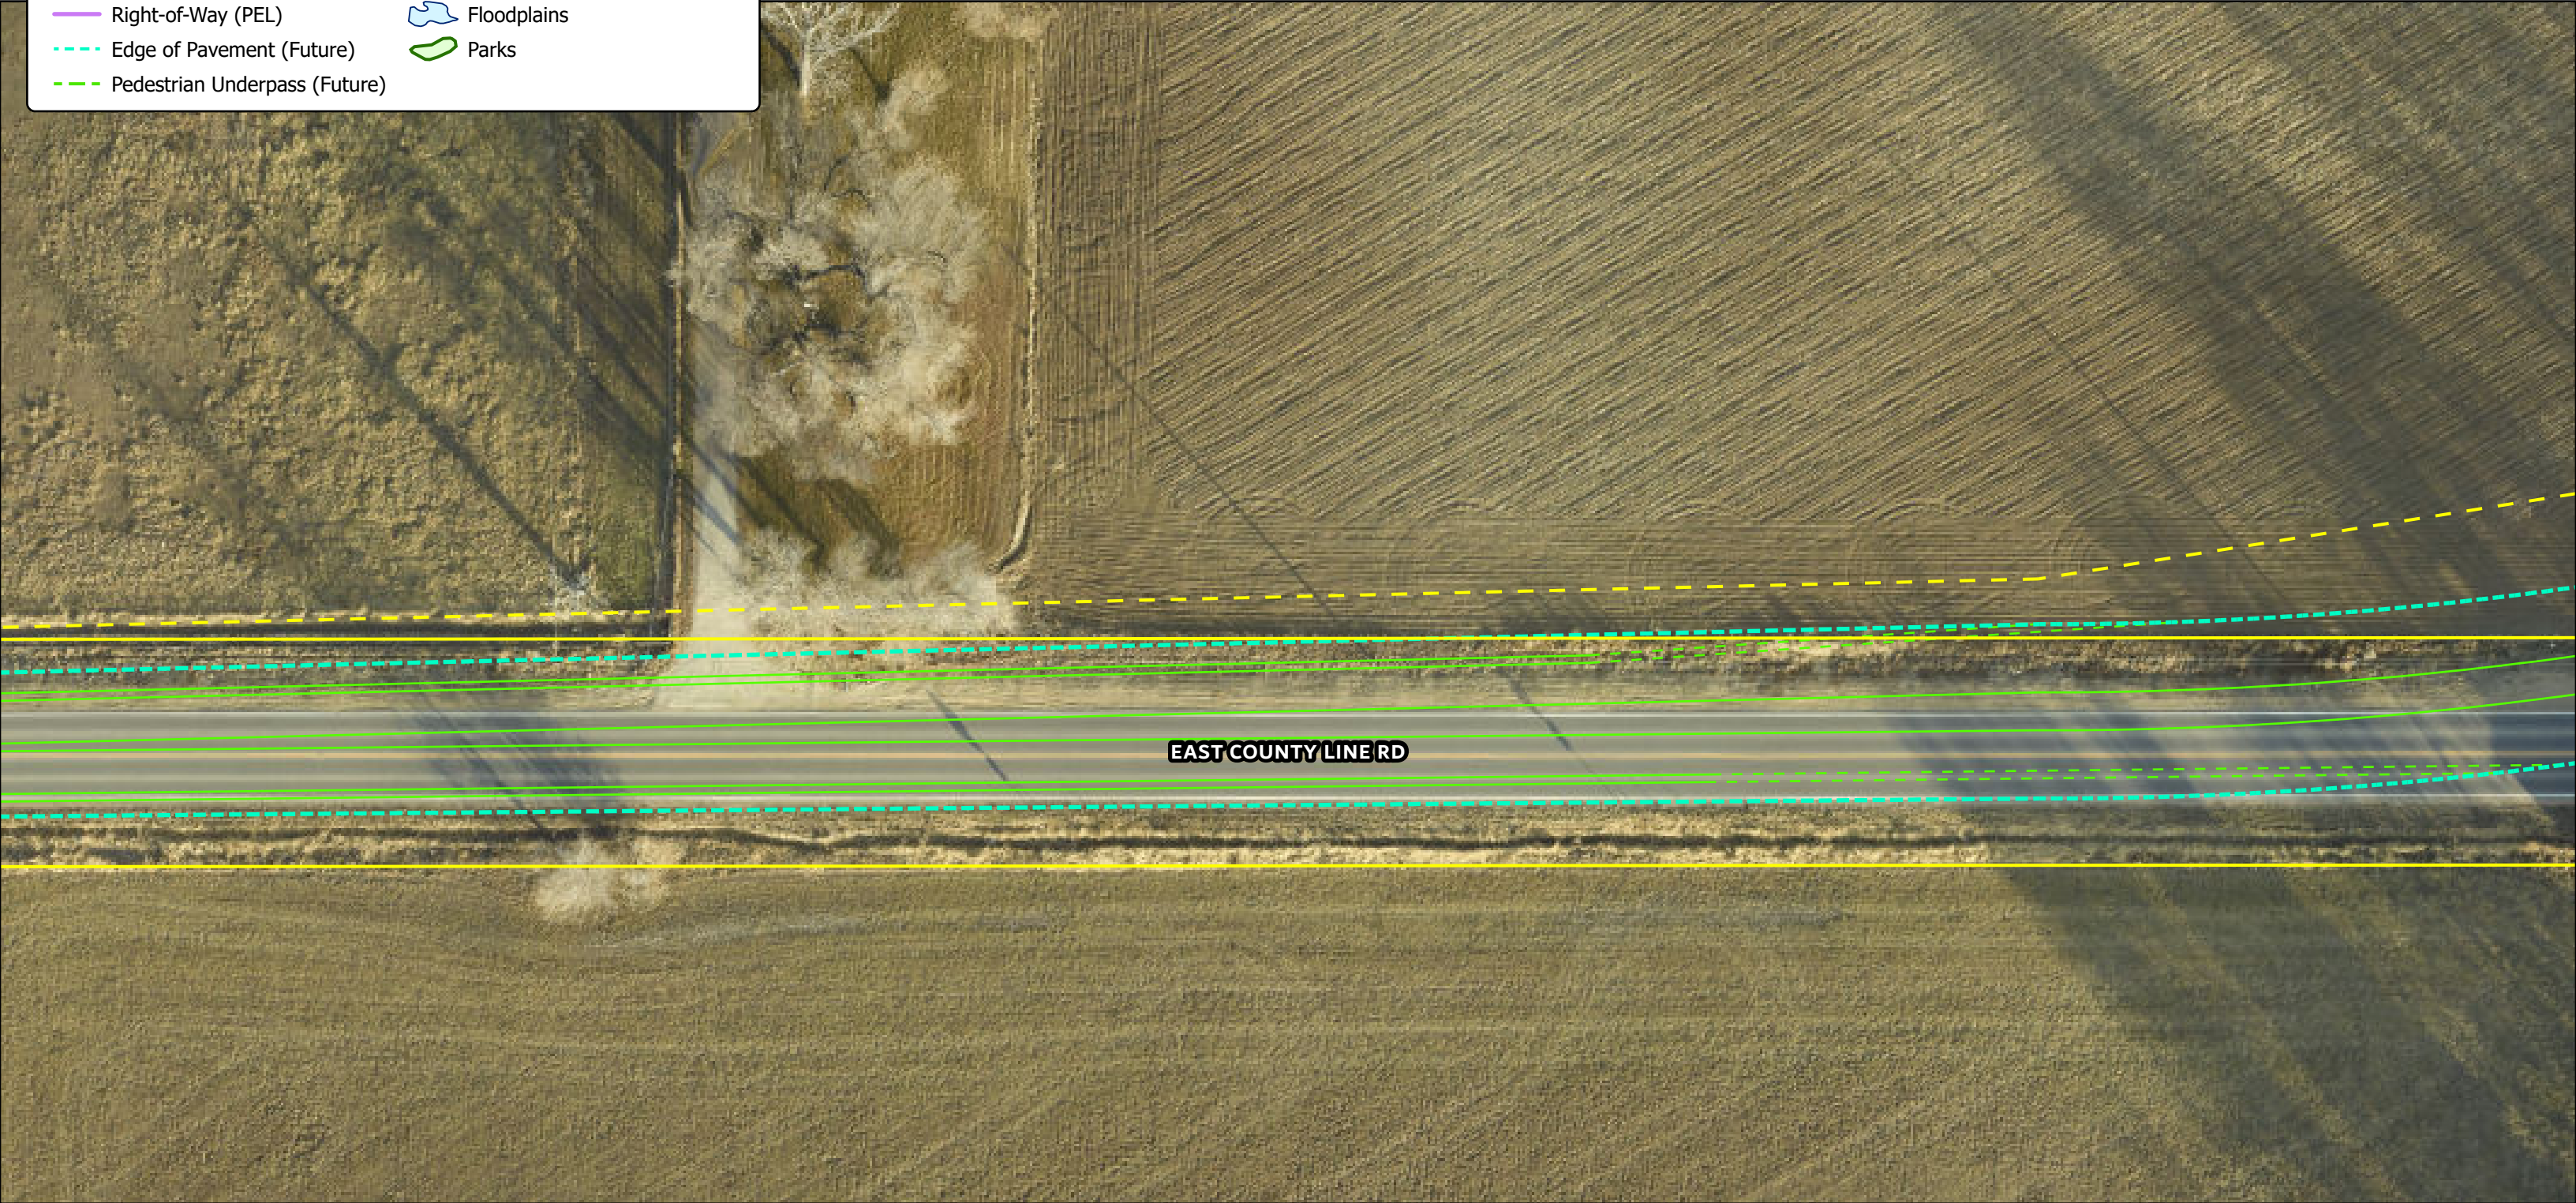 Right-of-Way (PEL)
Floodplains
Edge of Pavement (Future)
Parks
Pedestrian Underpass (Future)
EAST COUNTY LINE RD